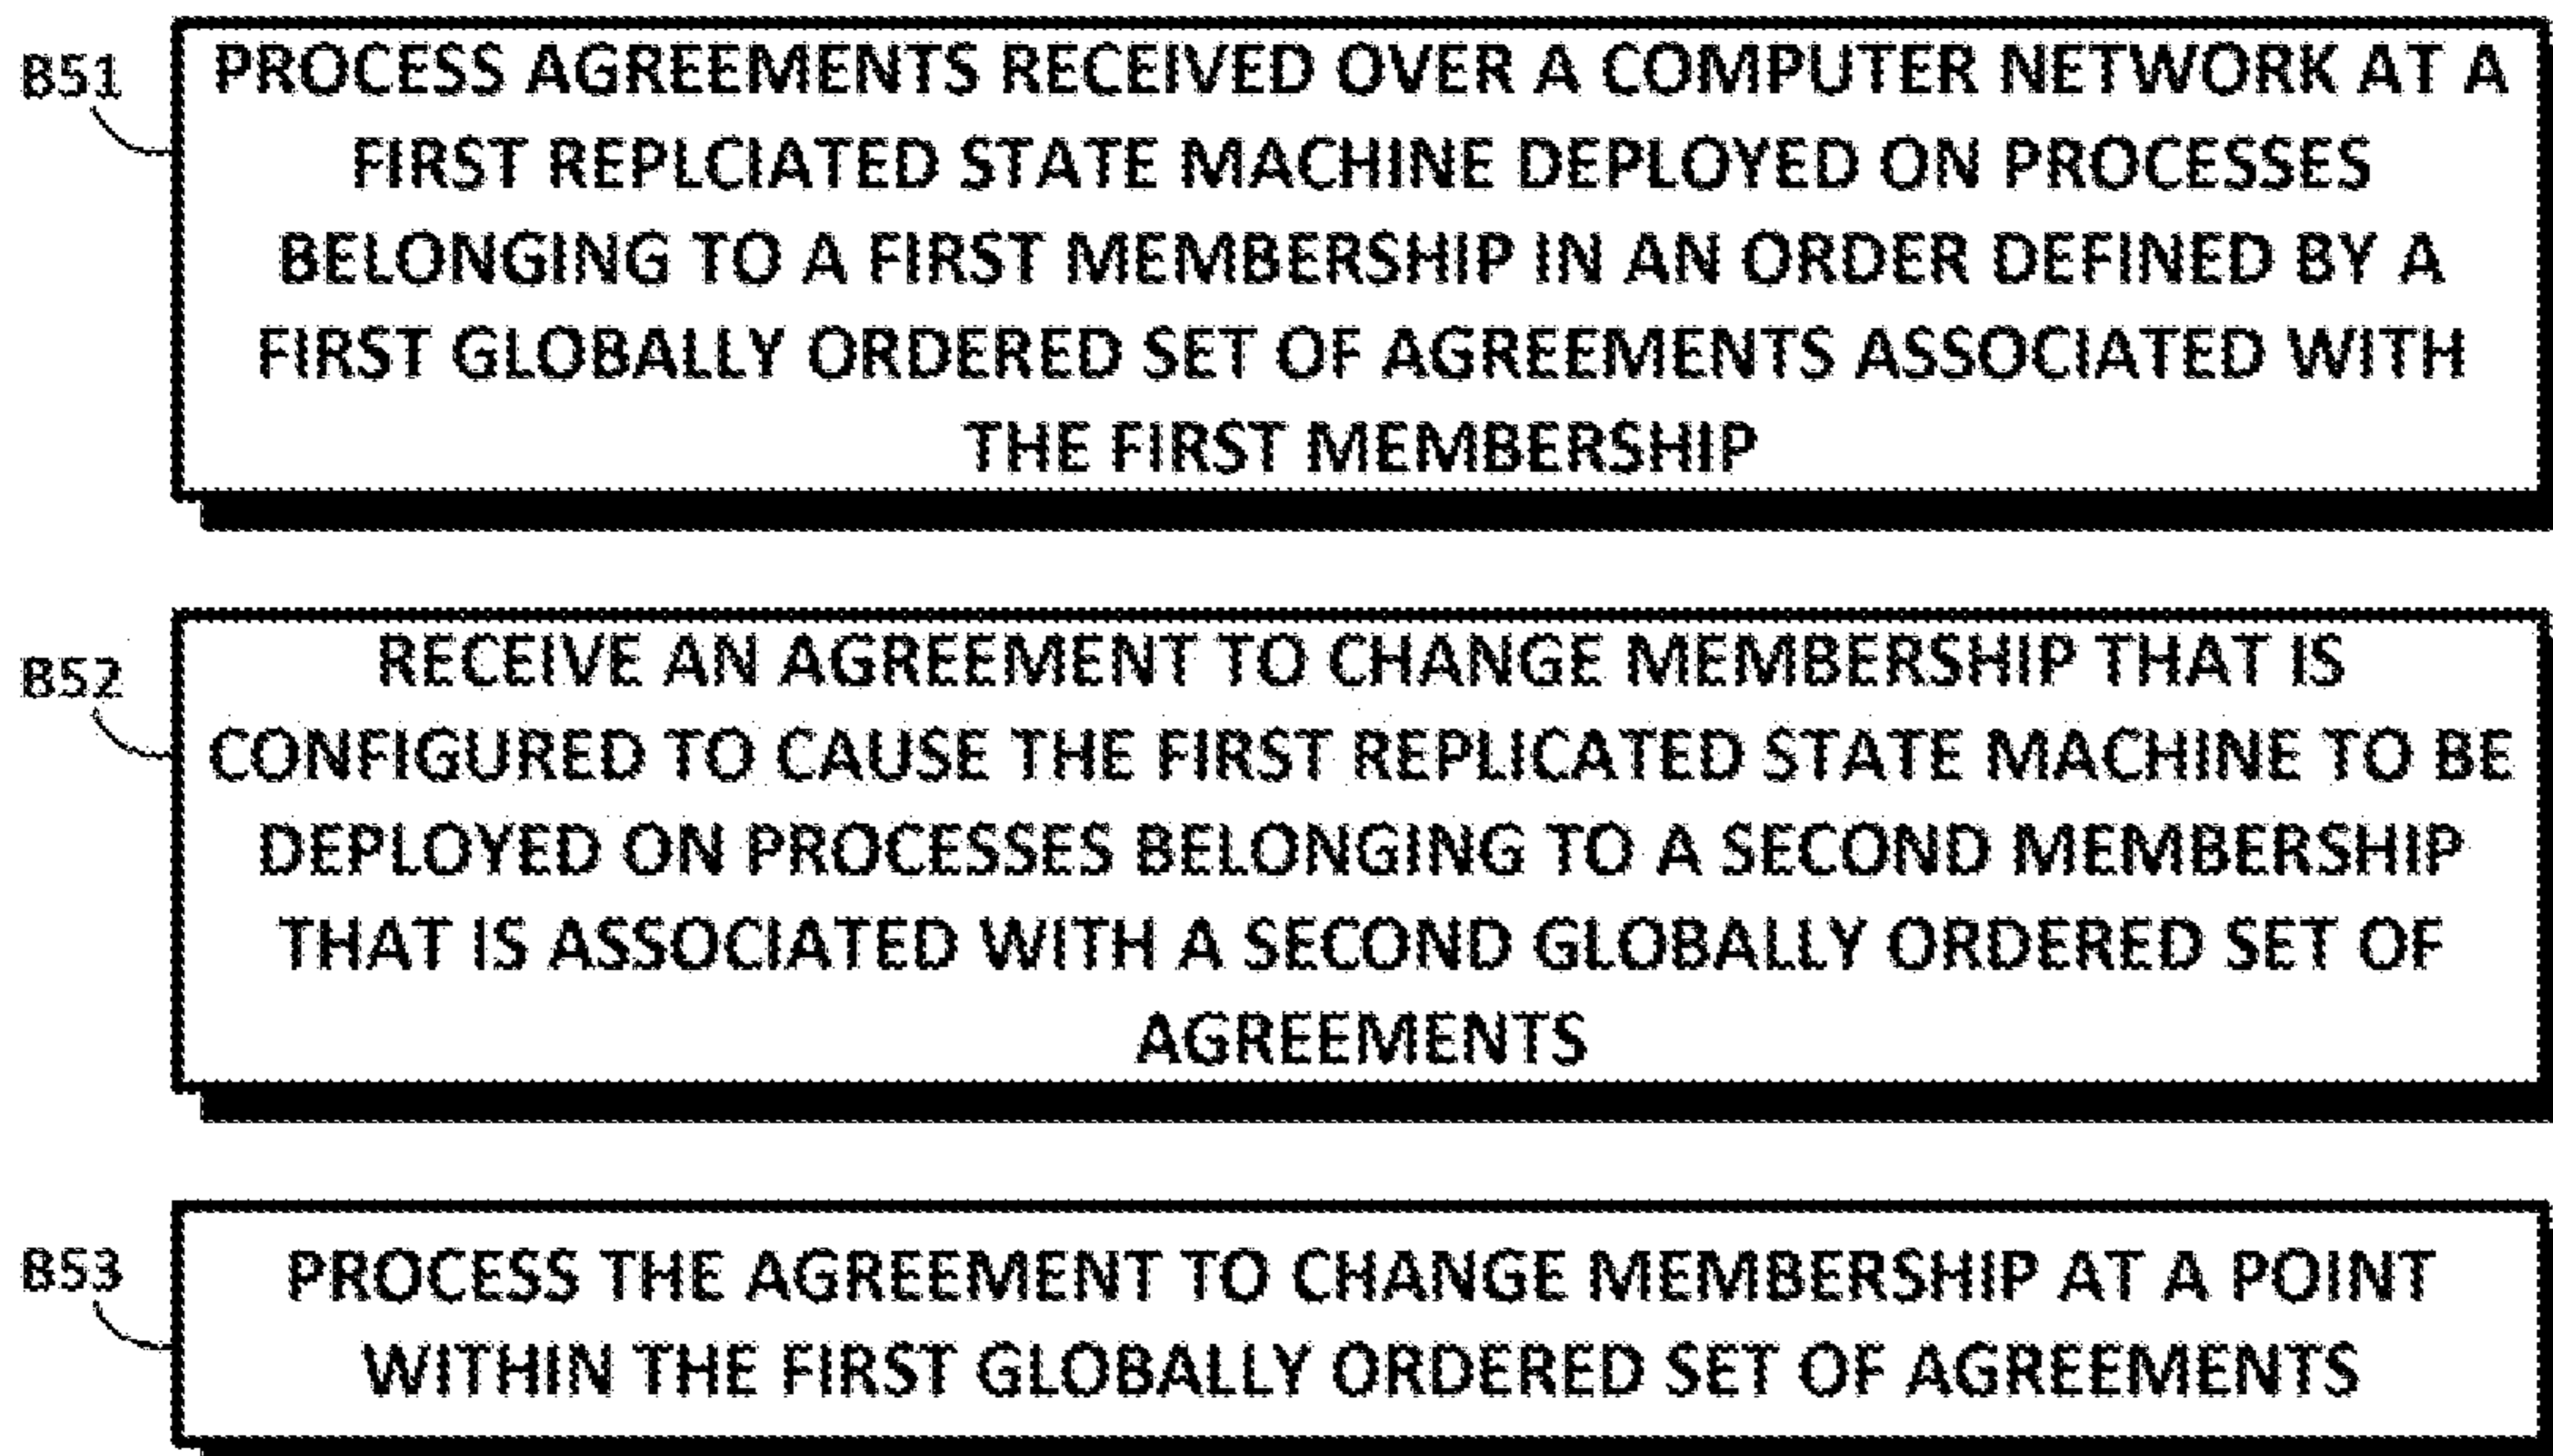 B51
PROCESS AGREEMENTS RECEIVED OVER A COMPUTER NETWORK AT A
FIRST REPLCIATED STATE MACHINE DEPLOYED ON PROCESSES
BELONGING TO A FIRST MEMBERSHIP IN AN ORDER DEFINED BY A
FIRST GLOBALLY ORDERED SET OF AGREEMENTS ASSOCIATED WITH
THE FIRST MEMBERSHIP
B52
RECEIVE AN AGREEMENT TO CHANGE MEMBERSHIP THAT IS
CONFIGURED TO CAUSE THE FIRST REPLICATED STATE MACHINE TO BE
DEPLOYED ON PROCESSES BELONGING TO A SECOND MEMBERSHIP
THAT IS ASSOCIATED WITH A SECOND GLOBALLY ORDERED SET OF
AGREEMENTS
B53
PROCESS THE AGREEMENT TO CHANGE MEMBERSHIP AT A POINT
WITHIN THE FIRST GLOBALLY ORDERED SET OF AGREEMENTS